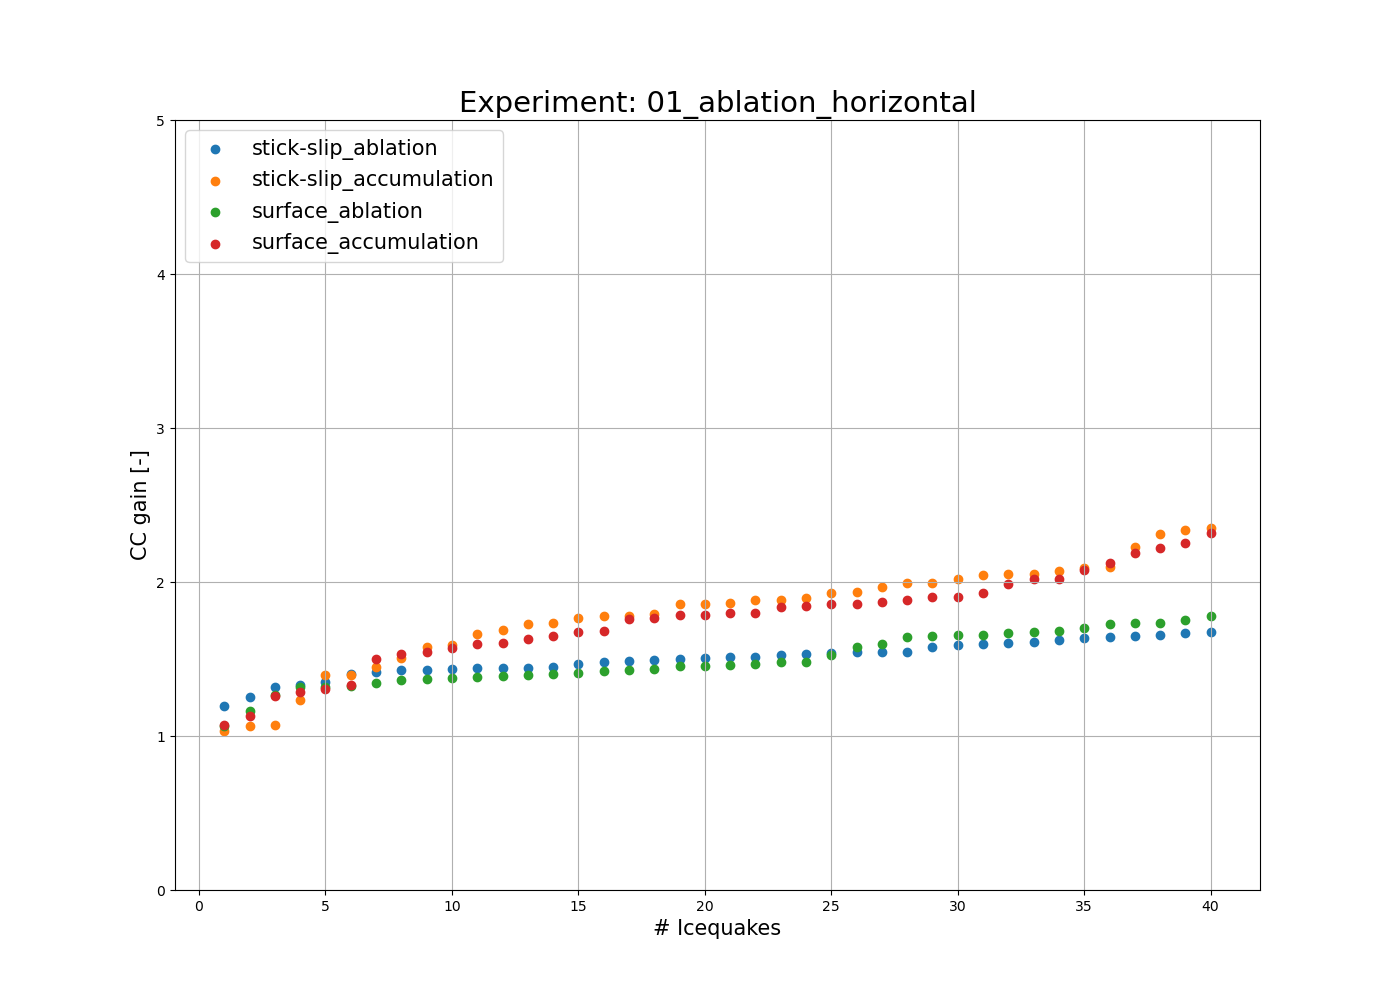 Experiment: 01_ablation_horizontal
5
4
3
2
1
0
CC gain [-]
stick-slip_ablation
stick-slip_accumulation
surface_ablation
surface_accumulation
0 5 10 15 20 25 30 35 40
# Icequakes